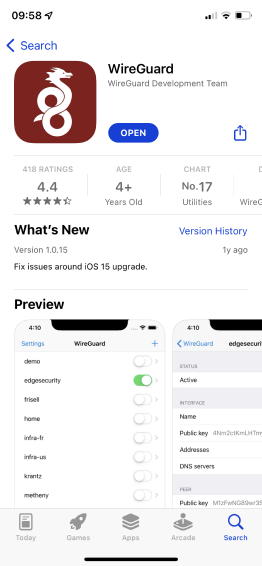 09:58
Search
WireGuard
WireGuard Development Team
OPEN
418 RATINGS
4.4
AGE
4+
Years Old
CHART
No.17
Utilities
D
WireG
What's New
Version History
Version 1.0.15
1y ago
Fix issues around iOS 15 upgrade.
Preview
4:10
Settings
WireGuard
+
demo
edgesecurity
frisell
home
infra-fr
infra-us
krantz
metheny
4:10
WireGuard
edgesecurit
STATUS
Active
INTERFACE
Name
Public key 4Nm2ctKmLHTms
Addresses
DNS servers
PEER
Public key M1zFwNG89wr35
Today
Games
Apps
Arcade
Search